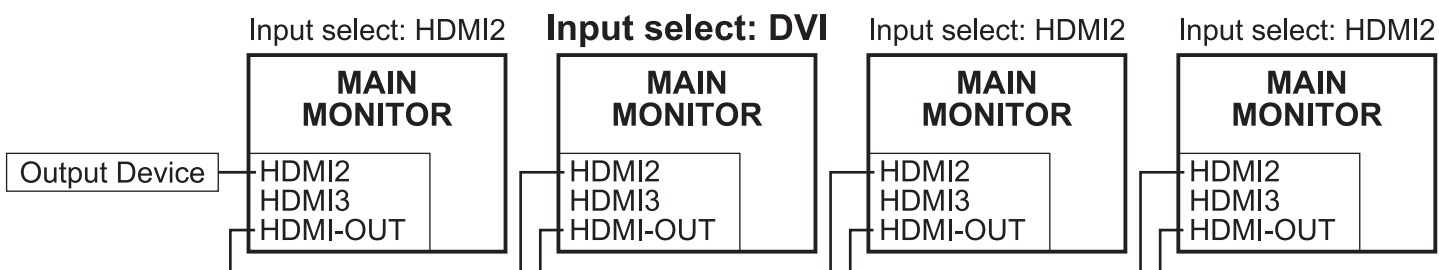 Input select: HDMI2
Input select: DVI
Input select: HDMI2
Input select: HDMI2
MAIN
MONITOR
MAIN
MONITOR
MAIN
MONITOR
MAIN
MONITOR
Output Device
HDMI2
HDMI3
HDMI-OUT
HDMI2
HDMI3
HDMI-OUT
HDMI2
HDMI3
HDMI-OUT
HDMI2
HDMI3
HDMI-OUT